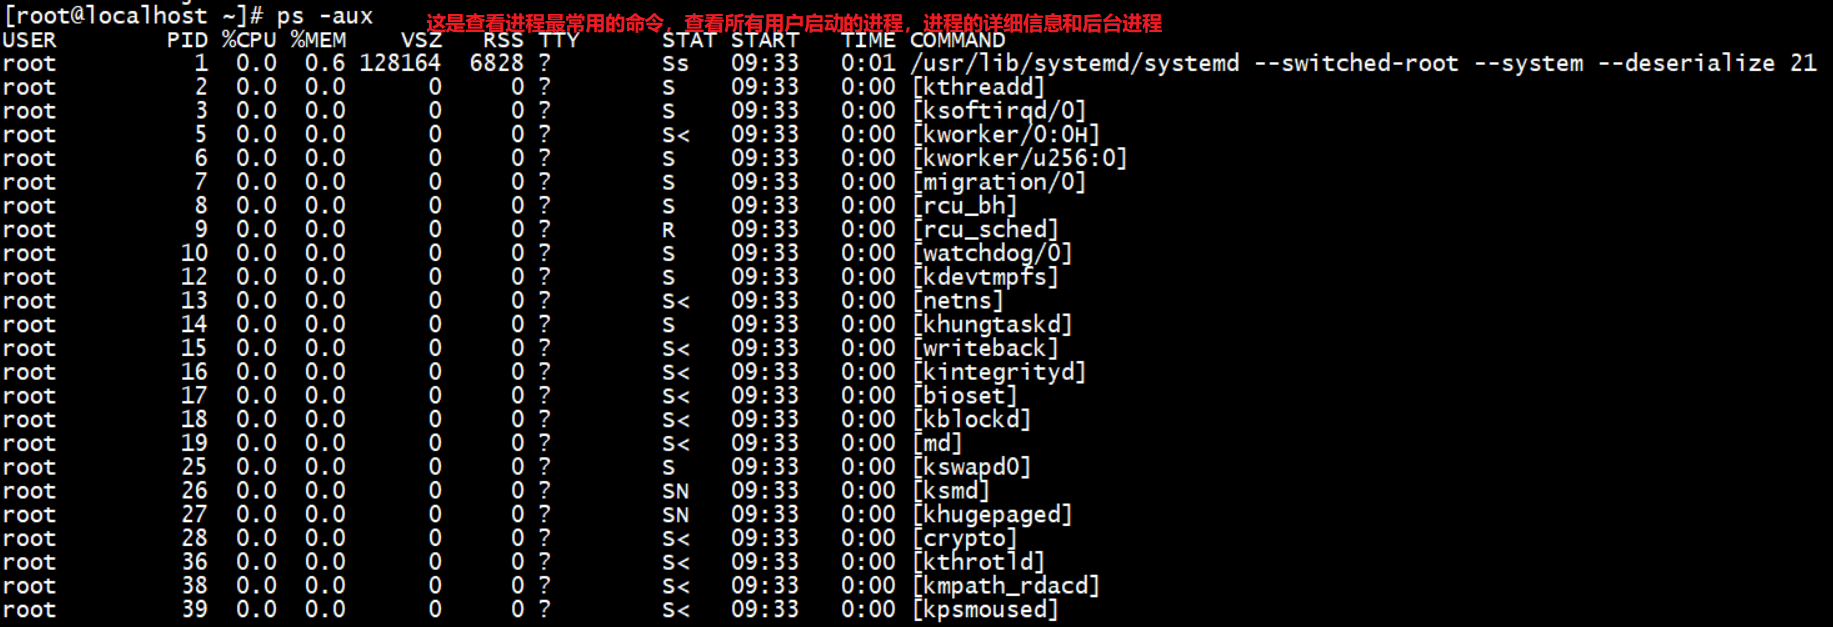 [root@localhost ~]# ps -aux
这是查看进程最常用的命令，查看所有用户启动的进程，进程的详细信息和后台进程
USER        PID %CPU %MEM    VSZ   RSS TTY      STAT START   TIME COMMAND
root          1  0.0  0.6 128164  6828 ?        Ss   09:33   0:01 /usr/lib/systemd/systemd --switched-root --system --deserialize 21
root          2  0.0  0.0      0     0 ?        S    09:33   0:00 [kthreadd]
root          3  0.0  0.0      0     0 ?        S    09:33   0:00 [ksoftirqd/0]
root          5  0.0  0.0      0     0 ?        S<   09:33   0:00 [kworker/0:0H]
root          6  0.0  0.0      0     0 ?        S    09:33   0:00 [kworker/u256:0]
root          7  0.0  0.0      0     0 ?        S    09:33   0:00 [migration/0]
root          8  0.0  0.0      0     0 ?        S    09:33   0:00 [rcu_bh]
root          9  0.0  0.0      0     0 ?        R    09:33   0:00 [rcu_sched]
root         10  0.0  0.0      0     0 ?        S    09:33   0:00 [watchdog/0]
root         12  0.0  0.0      0     0 ?        S    09:33   0:00 [kdevtmpfs]
root         13  0.0  0.0      0     0 ?        S<   09:33   0:00 [netns]
root         14  0.0  0.0      0     0 ?        S    09:33   0:00 [khungtaskd]
root         15  0.0  0.0      0     0 ?        S<   09:33   0:00 [writeback]
root         16  0.0  0.0      0     0 ?        S<   09:33   0:00 [kintegrityd]
root         17  0.0  0.0      0     0 ?        S<   09:33   0:00 [bioset]
root         18  0.0  0.0      0     0 ?        S<   09:33   0:00 [kblockd]
root         19  0.0  0.0      0     0 ?        S<   09:33   0:00 [md]
root         25  0.0  0.0      0     0 ?        S    09:33   0:00 [kswapd0]
root         26  0.0  0.0      0     0 ?        SN   09:33   0:00 [ksmd]
root         27  0.0  0.0      0     0 ?        SN   09:33   0:00 [khugepaged]
root         28  0.0  0.0      0     0 ?        S<   09:33   0:00 [crypto]
root         36  0.0  0.0      0     0 ?        S<   09:33   0:00 [kthrotld]
root         38  0.0  0.0      0     0 ?        S<   09:33   0:00 [kmpath_rdacd]
root         39  0.0  0.0      0     0 ?        S<   09:33   0:00 [kpsmoused]